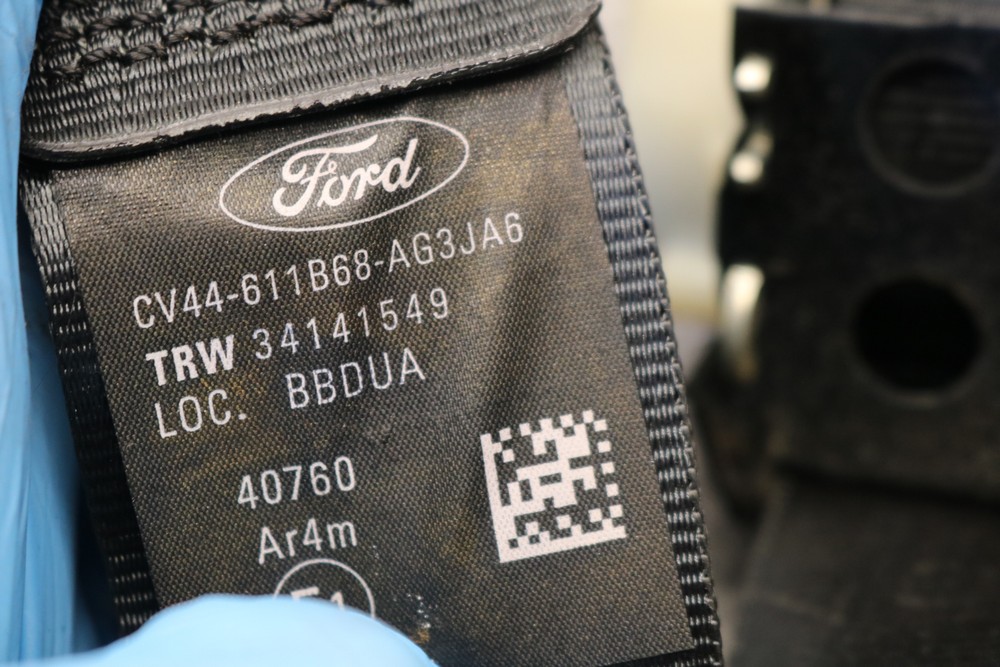 Ford
CV44-611B68-AG3JA6
TRW 34141549
LOC. BBDUA
40760
Ar4m